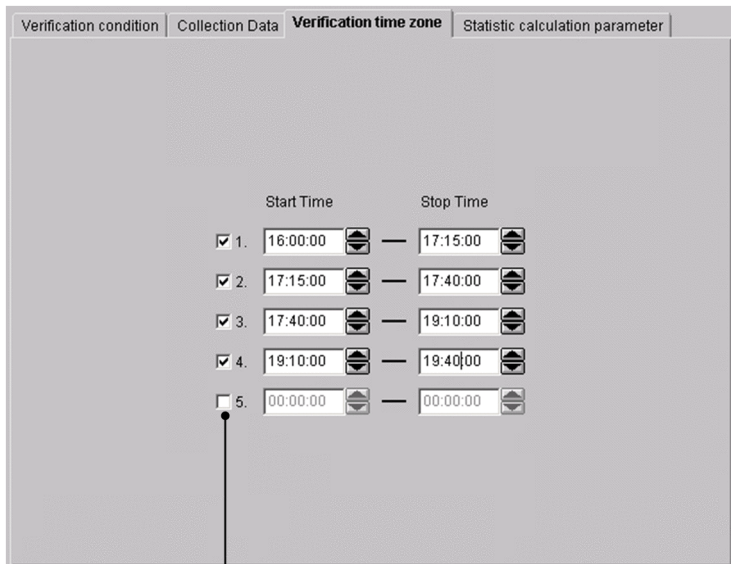 Verification condition Collection Data Verification time zone Statistic calculation parameter
Start Time Stop Time
1. 16:00:00 — 17:15:00
2. 17:15:00 — 17:40:00
3. 17:40:00 — 19:10:00
4. 19:10:00 — 19:40:00
5. 00:00:00 — 00:00:00